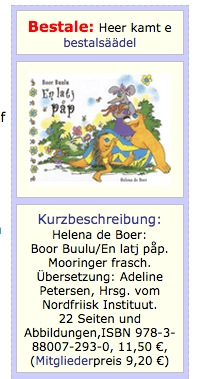 Bestale: Heer kamt e
bestalsäädel
f
Boor Buulu
En latj
påp
Helena de Boer
Kurzbeschreibung:
Helena de Boer:
Boor Buulu/En latj påp.
Mooringer frasch.
Übersetzung: Adeline
Petersen, Hrsg. vom
Nordfriisk Instituut.
22 Seiten und
Abbildungen,ISBN 978-3-
88007-293-0, 11,50 €,
(Mitgliederpreis 9,20 €)